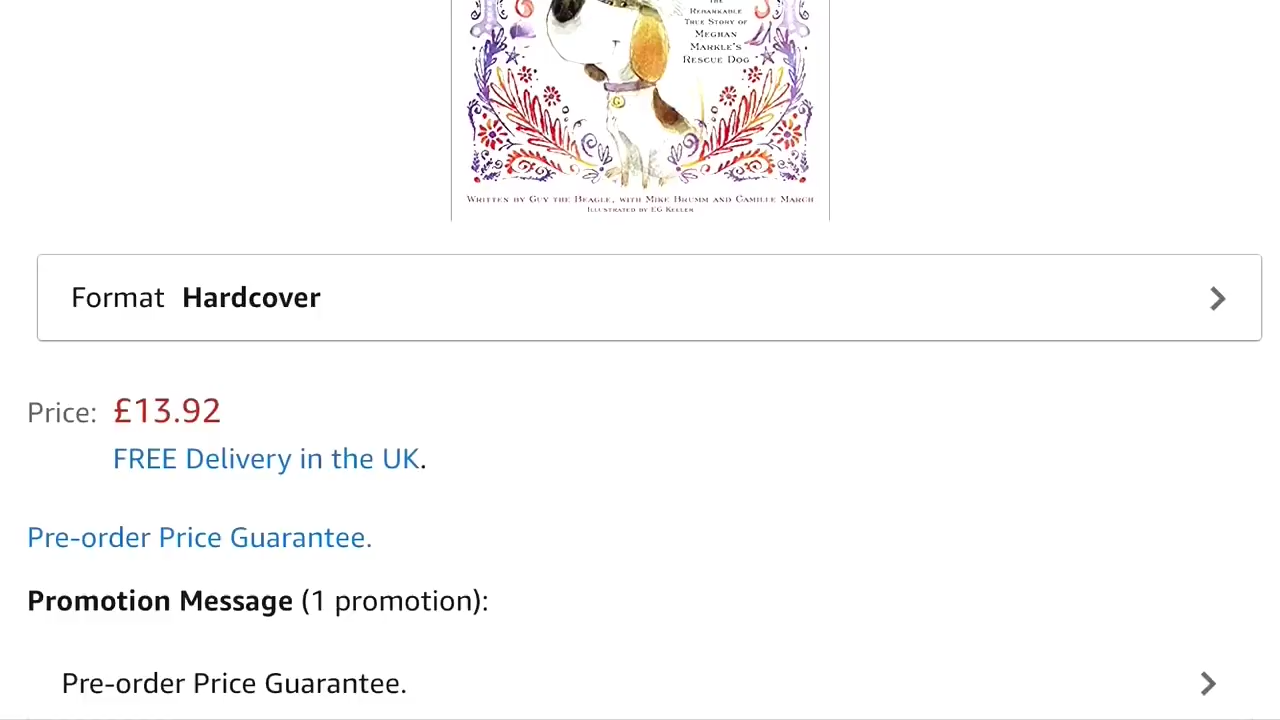 THE
REMARKABLE
TRUE STORY OF
MEGHAN
MARKLE'S
RESCUE DOG
WRITTEN BY GUY THE BEAGLE, WITH MIKE BRUMM AND CAMILLE MARCH
ILLUSTRATED BY EG KELLER
Format Hardcover
Price: £13.92
FREE Delivery in the UK.
Pre-order Price Guarantee.
Promotion Message (1 promotion):
Pre-order Price Guarantee.